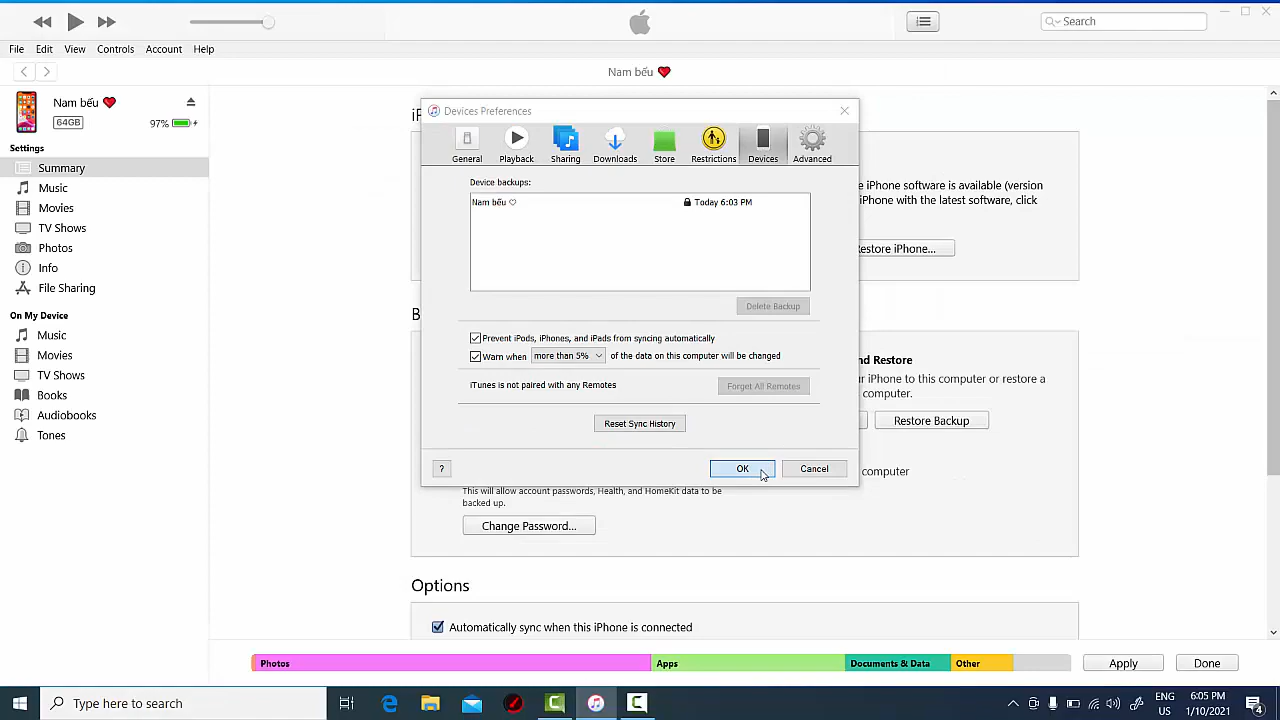 Search
File Edit View Controls Account Help
Nam bếu ❤
Nam bếu ❤
64GB
97%
Settings
Summary
Music
Movies
TV Shows
Photos
Info
File Sharing
On My Device
Music
Movies
TV Shows
Books
Audiobooks
Tones
Devices Preferences
General Playback Sharing Downloads Store Restrictions Devices Advanced
Device backups:
Nam bếu ♡ Today 6:03 PM
Delete Backup
Prevent iPods, iPhones, and iPads from syncing automatically
Warn when more than 5% of the data on this computer will be changed
iTunes is not paired with any Remotes Forget All Remotes
Reset Sync History
? OK Cancel
e iPhone software is available (version
iPhone with the latest software, click
estore iPhone...
B
nd Restore
ur iPhone to this computer or restore a
computer.
Restore Backup
computer
This will allow account passwords, Health, and HomeKit data to be
backed up.
Change Password...
Options
Automatically sync when this iPhone is connected
Photos Apps Documents & Data Other Apply Done
Type here to search
ENG
US
6:05 PM
1/10/2021
4